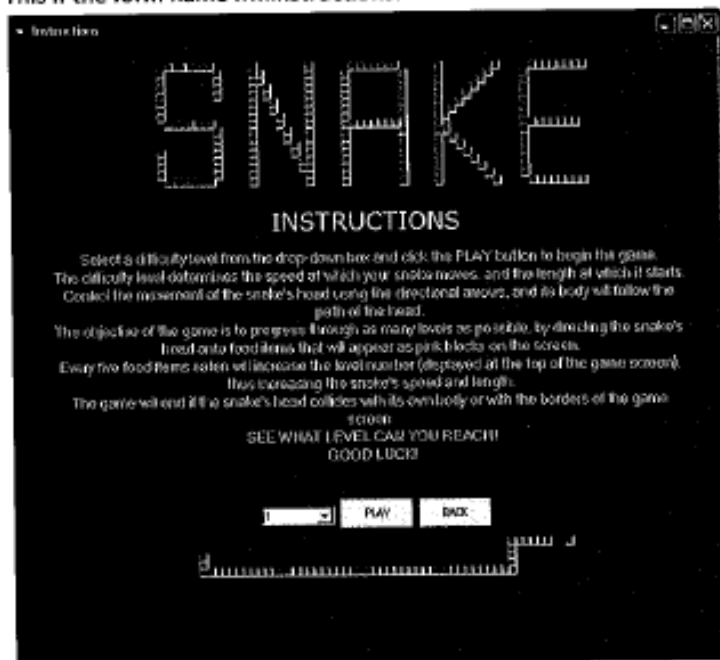 Instructions
SNAKE
INSTRUCTIONS
Select a difficulty level from the drop-down box and click the PLAY button to begin the game.
The difficulty level determines the speed at which your snake moves, and the length at which it starts.
Control the movement of the snake's head using the directional arrows, and its body will follow the
path of the head.
The objective of the game is to progress through as many levels as possible, by directing the snake's
head onto food items that will appear as pink blocks on the screen.
Every five food items eaten will increase the level number (displayed at the top of the game screen),
thus increasing the snake's speed and length.
The game will end if the snake's head collides with its own body or with the borders of the game
screen.
SEE WHAT LEVEL CAN YOU REACH!
GOOD LUCK!
1
PLAY
BACK